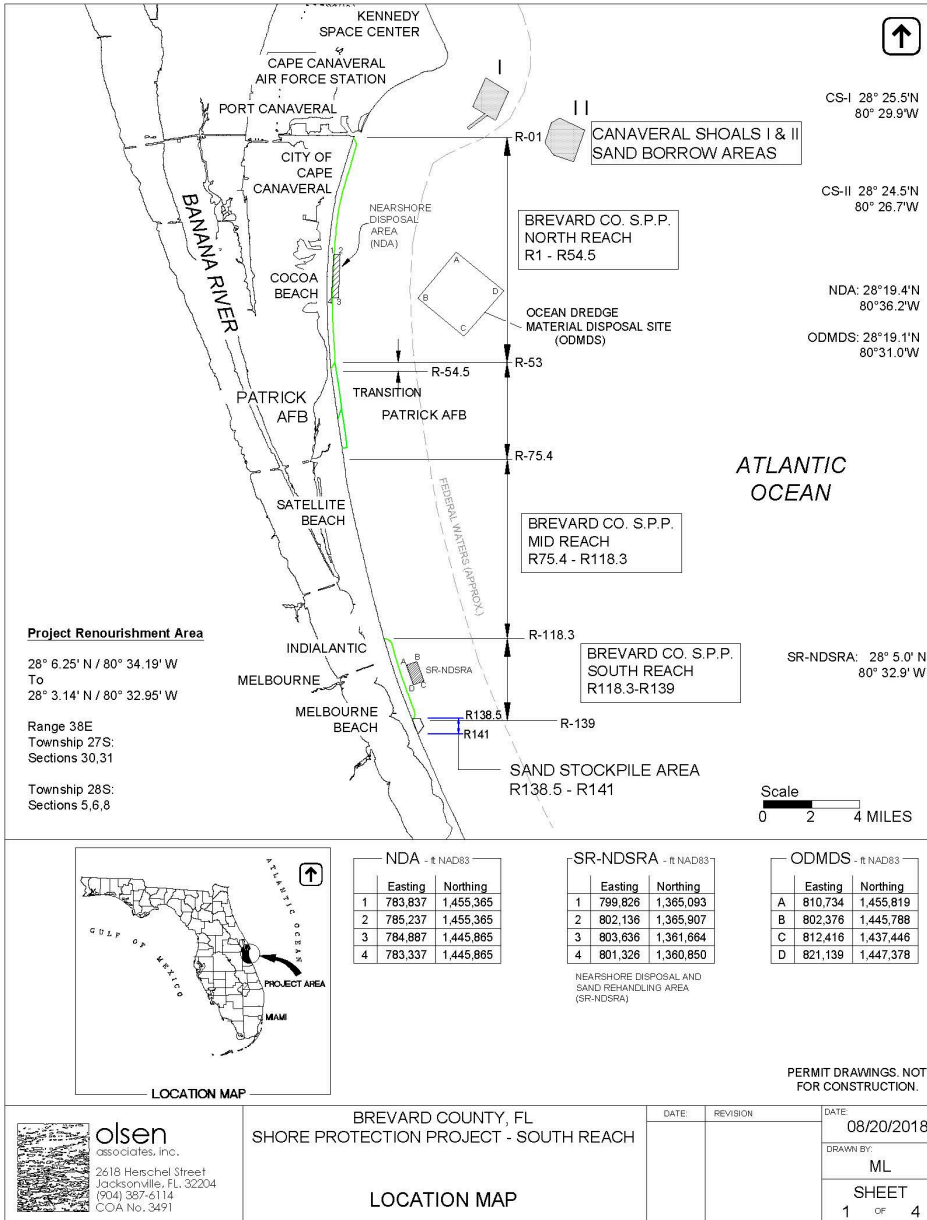 KENNEDY
SPACE CENTER
CAPE CANAVERAL
AIR FORCE STATION
PORT CANAVERAL
I
II
CANAVERAL SHOALS I & II
SAND BORROW AREAS
CS-I 28° 25.5'N
80° 29.9'W
CS-II 28° 24.5'N
80° 26.7'W
NDA: 28°19.4'N
80°36.2'W
ODMDS: 28°19.1'N
80°31.0'W
R-01
CITY OF
CAPE
CANAVERAL
BANANA RIVER
NEARSHORE
DISPOSAL
AREA
(NDA)
1 2
3
COCOA
BEACH
BREVARD CO. S.P.P.
NORTH REACH
R1 - R54.5
A
B
C
D
OCEAN DREDGE
MATERIAL DISPOSAL SITE
(ODMDS)
R-53
R-54.5
TRANSITION
PATRICK
AFB
PATRICK AFB
R-75.4
ATLANTIC
OCEAN
SATELLITE
BEACH
FEDERAL WATERS (APPROX.)
BREVARD CO. S.P.P.
MID REACH
R75.4 - R118.3
R-118.3
INDIALANTIC
MELBOURNE
MELBOURNE
BEACH
A
B
C
D
SR-NDSRA
BREVARD CO. S.P.P.
SOUTH REACH
R118.3-R139
SR-NDSRA: 28° 5.0' N
80° 32.9' W
R138.5
R141
R-139
SAND STOCKPILE AREA
R138.5 - R141
Project Renourishment Area
28° 6.25' N / 80° 34.19' W
To
28° 3.14' N / 80° 32.95' W
Range 38E
Township 27S:
Sections 30,31
Township 28S:
Sections 5,6,8
Scale
0 2 4 MILES
ATLANTIC OCEAN
GULF OF
MEXICO
PROJECT AREA
MIAMI
LOCATION MAP
NDA - ft NAD83
Easting Northing
1 783,837 1,455,365
2 785,237 1,455,365
3 784,887 1,445,865
4 783,337 1,445,865
SR-NDSRA - ft NAD83
Easting Northing
1 799,826 1,365,093
2 802,136 1,365,907
3 803,636 1,361,664
4 801,326 1,360,850
NEARSHORE DISPOSAL AND
SAND REHANDLING AREA
(SR-NDSRA)
ODMDS - ft NAD83
Easting Northing
A 810,734 1,455,819
B 802,376 1,445,788
C 812,416 1,437,446
D 821,139 1,447,378
PERMIT DRAWINGS. NOT
FOR CONSTRUCTION.
olsen
associates, inc.
2618 Herschel Street
Jacksonville, FL. 32204
(904) 387-6114
COA No. 3491
BREVARD COUNTY, FL
SHORE PROTECTION PROJECT - SOUTH REACH
LOCATION MAP
DATE: REVISION
DATE:
08/20/2018
DRAWN BY:
ML
SHEET
1 OF 4